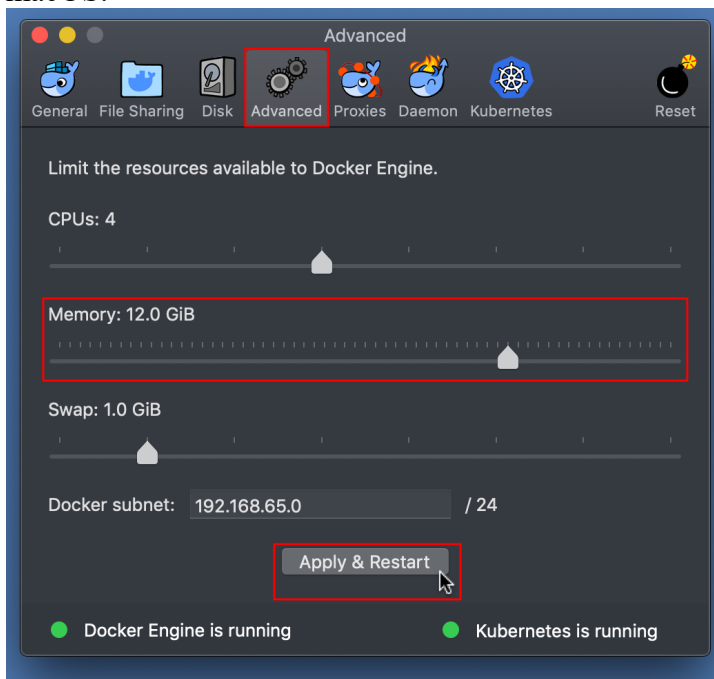 Advanced
General File Sharing Disk Advanced Proxies Daemon Kubernetes Reset
Limit the resources available to Docker Engine.
CPUs: 4
Memory: 12.0 GiB
Swap: 1.0 GiB
Docker subnet: 192.168.65.0 / 24
Apply & Restart
Docker Engine is running Kubernetes is running